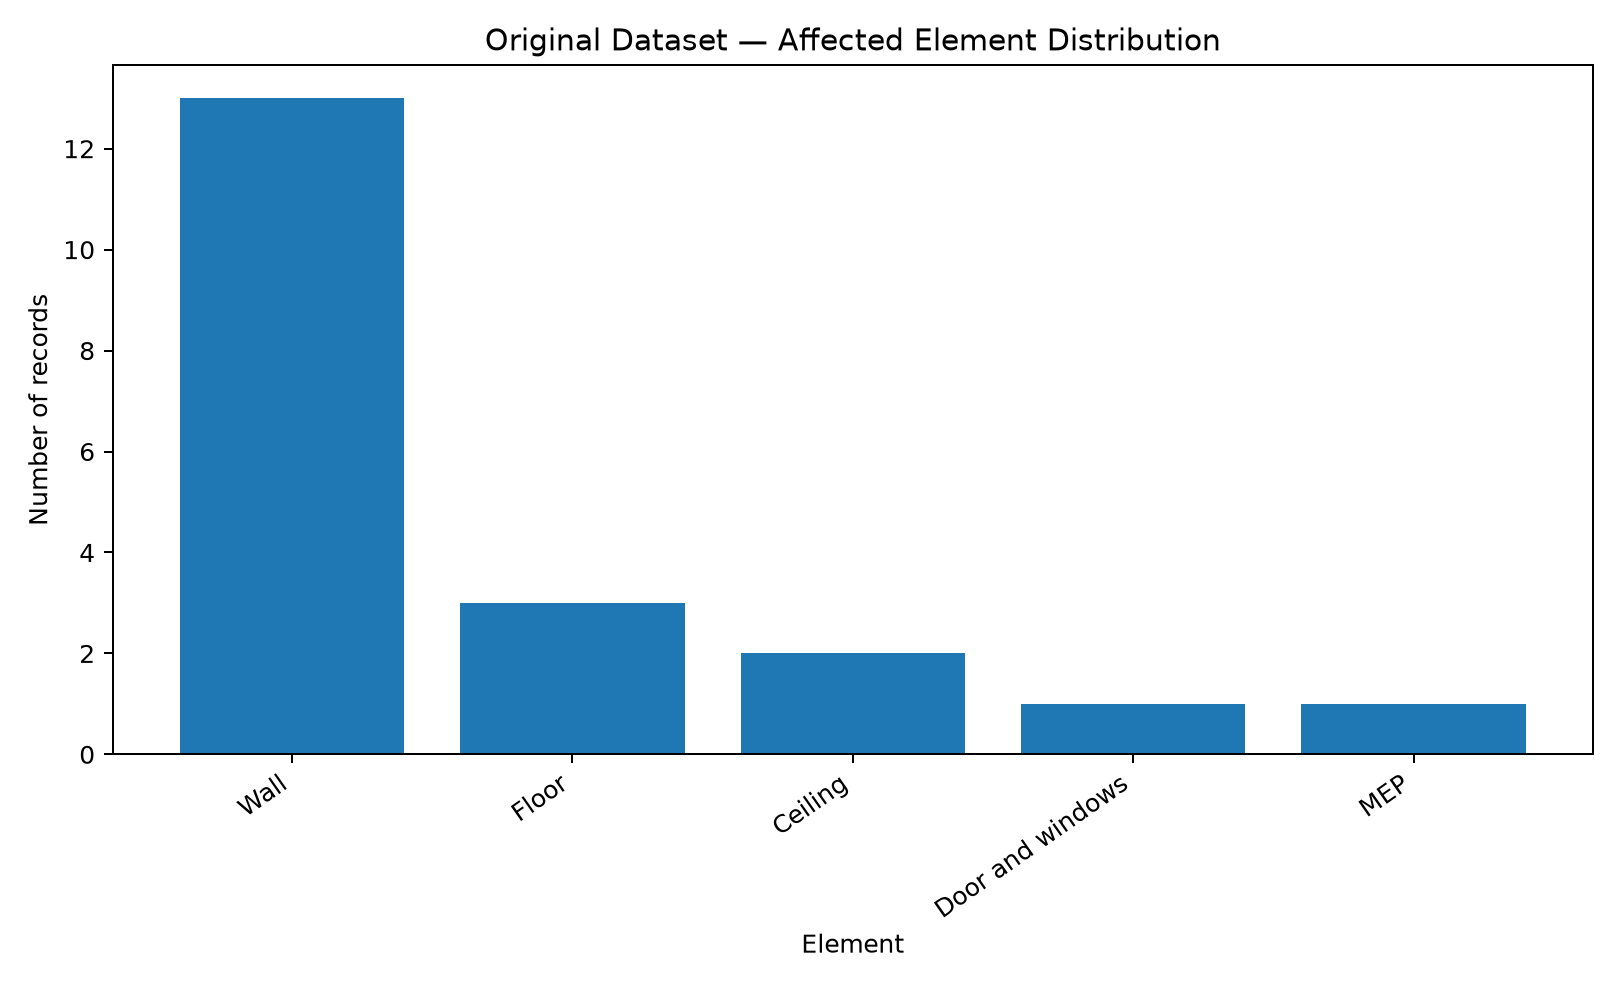 Original Dataset — Affected Element Distribution
12
10
8
6
4
2
0
Number of records
Wall
Floor
Ceiling
Door and windows
MEP
Element